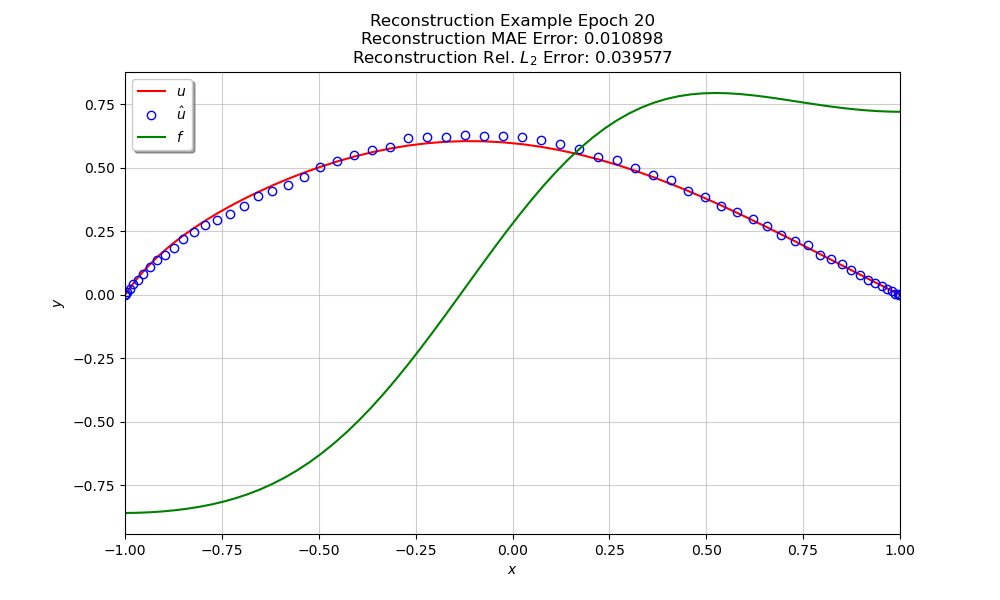 Reconstruction Example Epoch 20
Reconstruction MAE Error: 0.010898
Reconstruction Rel. $L_2$ Error: 0.039577
u
û
f
0.75
0.50
0.25
0.00
−0.25
−0.50
−0.75
y
−1.00 −0.75 −0.50 −0.25 0.00 0.25 0.50 0.75 1.00
x